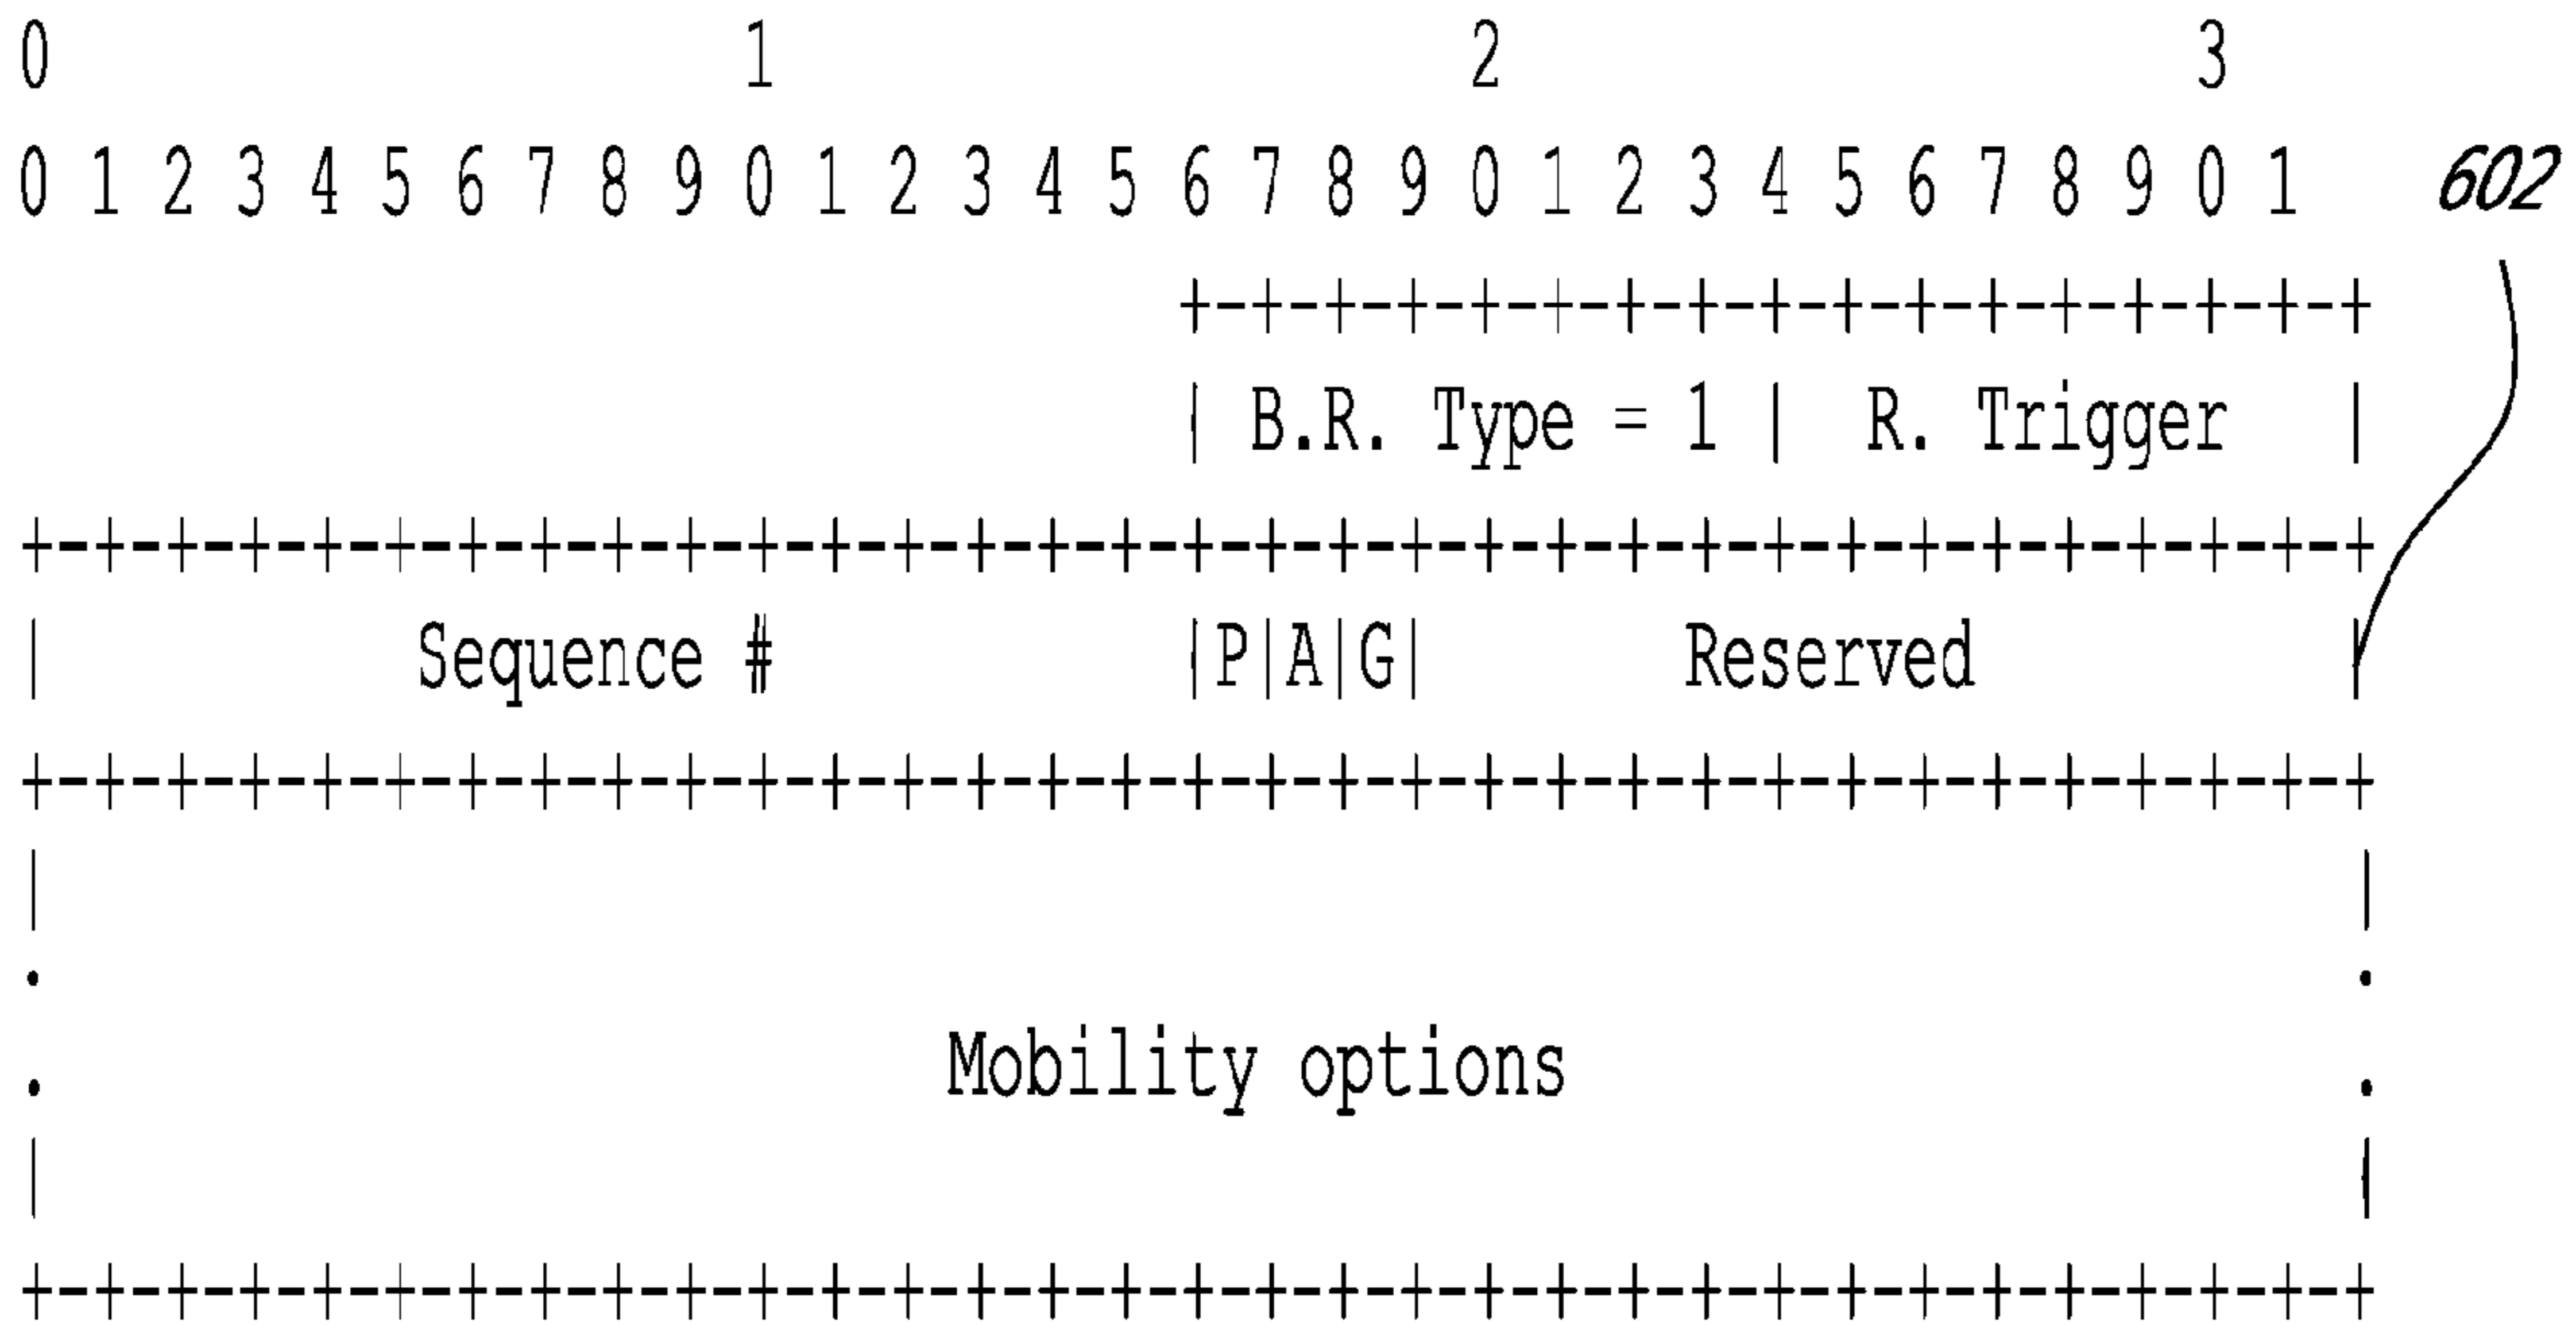 0                   1                   2                   3
0 1 2 3 4 5 6 7 8 9 0 1 2 3 4 5 6 7 8 9 0 1 2 3 4 5 6 7 8 9 0 1 602
+-+-+-+-+-+-+-+-+-+-+-+-+-+-+-+-+
| B.R. Type = 1 | R. Trigger |
+-+-+-+-+-+-+-+-+-+-+-+-+-+-+-+-+-+-+-+-+-+-+-+-+-+-+-+-+-+-+-+-+
| Sequence # |P|A|G| Reserved |
+-+-+-+-+-+-+-+-+-+-+-+-+-+-+-+-+-+-+-+-+-+-+-+-+-+-+-+-+-+-+-+-+
| |
. .
Mobility options
. .
| |
+-+-+-+-+-+-+-+-+-+-+-+-+-+-+-+-+-+-+-+-+-+-+-+-+-+-+-+-+-+-+-+-+